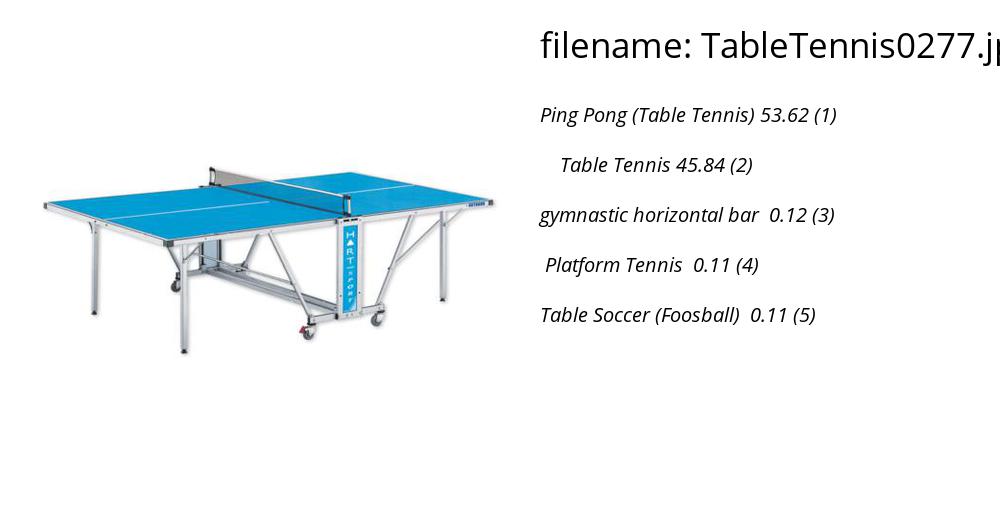 filename: TableTennis0277.jp
Ping Pong (Table Tennis) 53.62 (1)
Table Tennis 45.84 (2)
gymnastic horizontal bar  0.12 (3)
Platform Tennis  0.11 (4)
Table Soccer (Foosball)  0.11 (5)
HART SPORT